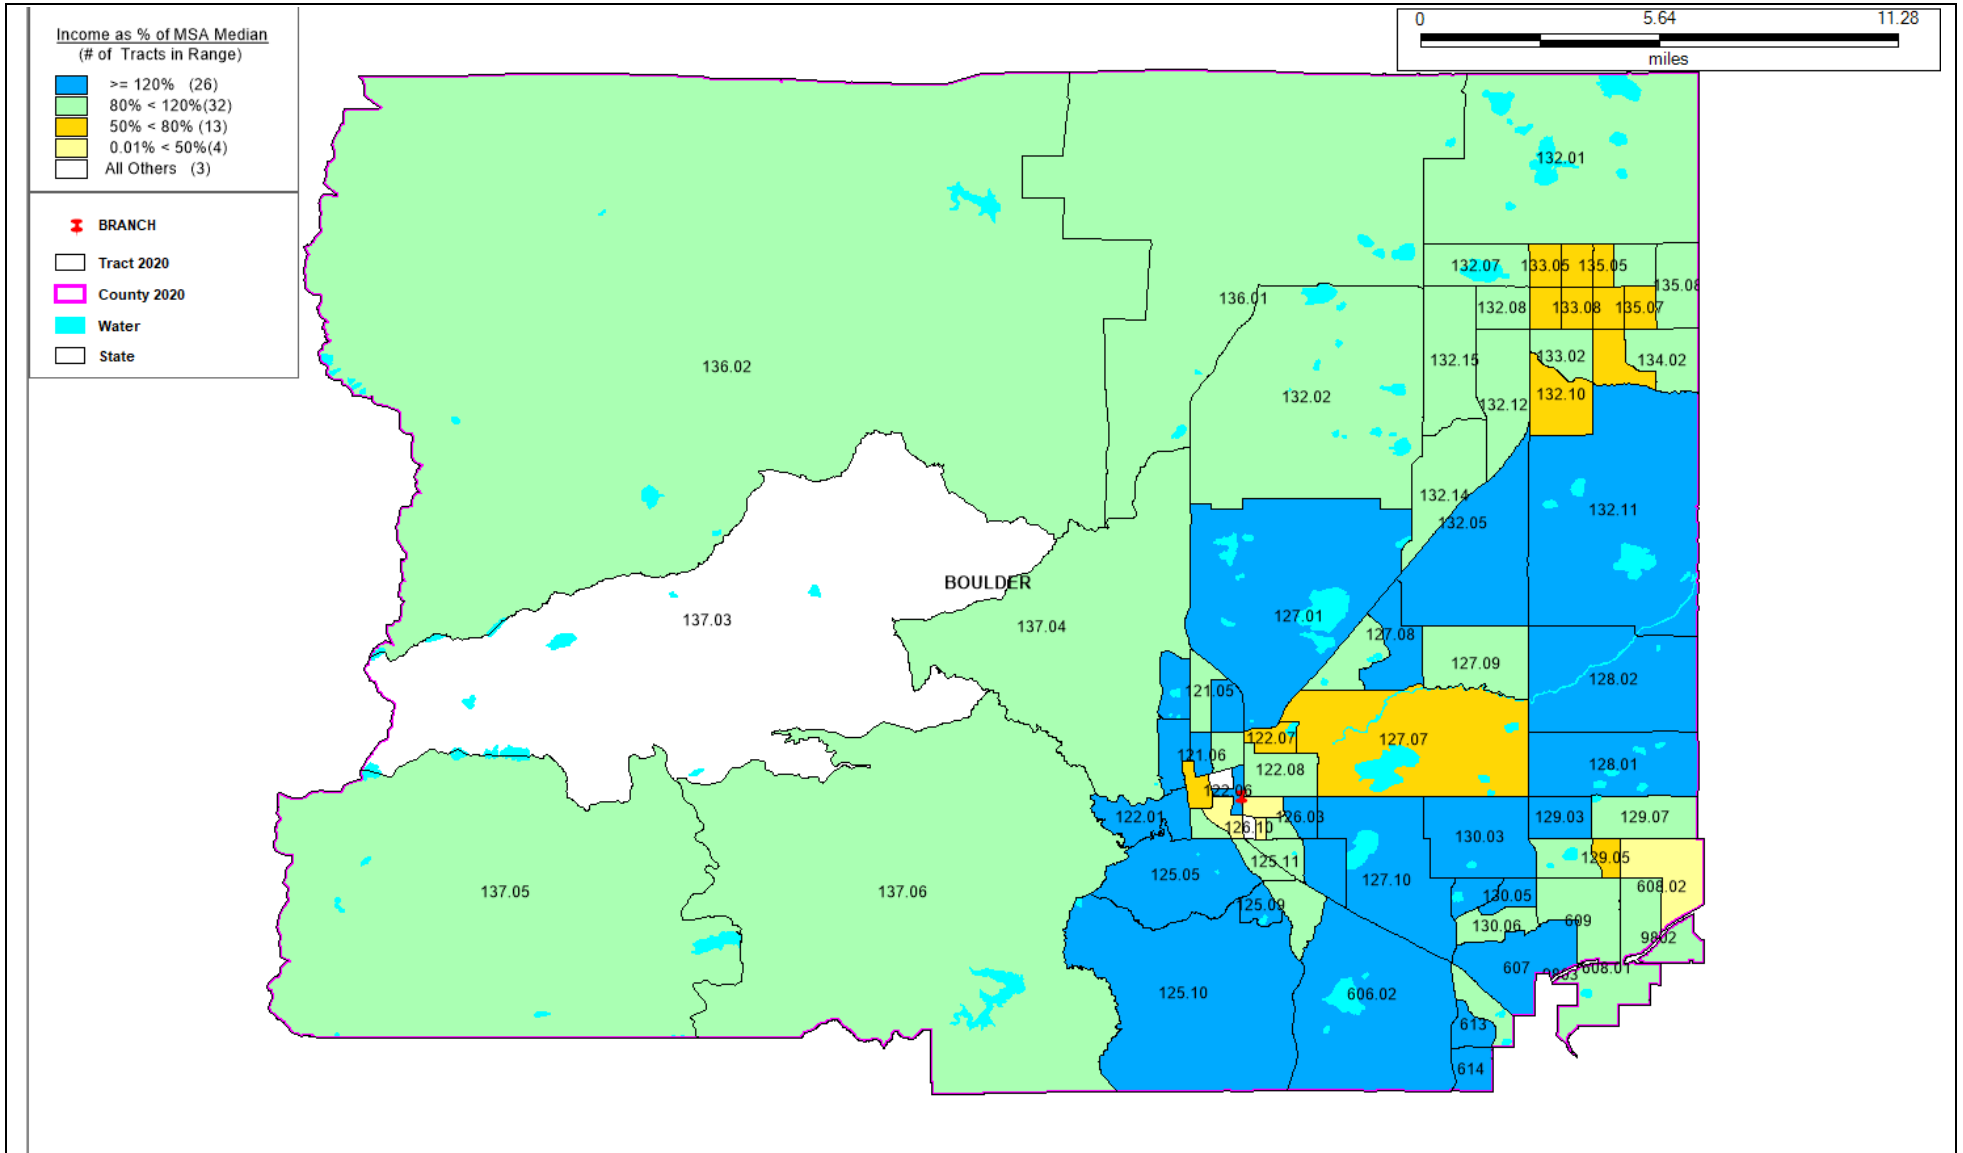 Income as % of MSA Median
(# of Tracts in Range)
>= 120% (26)
80% < 120%(32)
50% < 80% (13)
0.01% < 50%(4)
All Others (3)
BRANCH
Tract 2020
County 2020
Water
State
0 5.64 11.28
miles
132.01
132.07 133.05 135.05
135.08
136.01
132.08 133.08 135.07
136.02
132.15 133.02 134.02
132.02
132.12 132.10
132.14
132.05
132.11
BOULDER
137.03
137.04
127.01
127.08
127.09
128.02
121.05
122.07
127.07
121.06
122.08
128.01
122.06
122.01
126.10
126.03
130.03
129.03
129.07
125.11
129.05
125.05
127.10
608.02
137.05
137.06
125.09
130.05
130.06
609
9802
125.10
606.02
607
9803
608.01
613
614